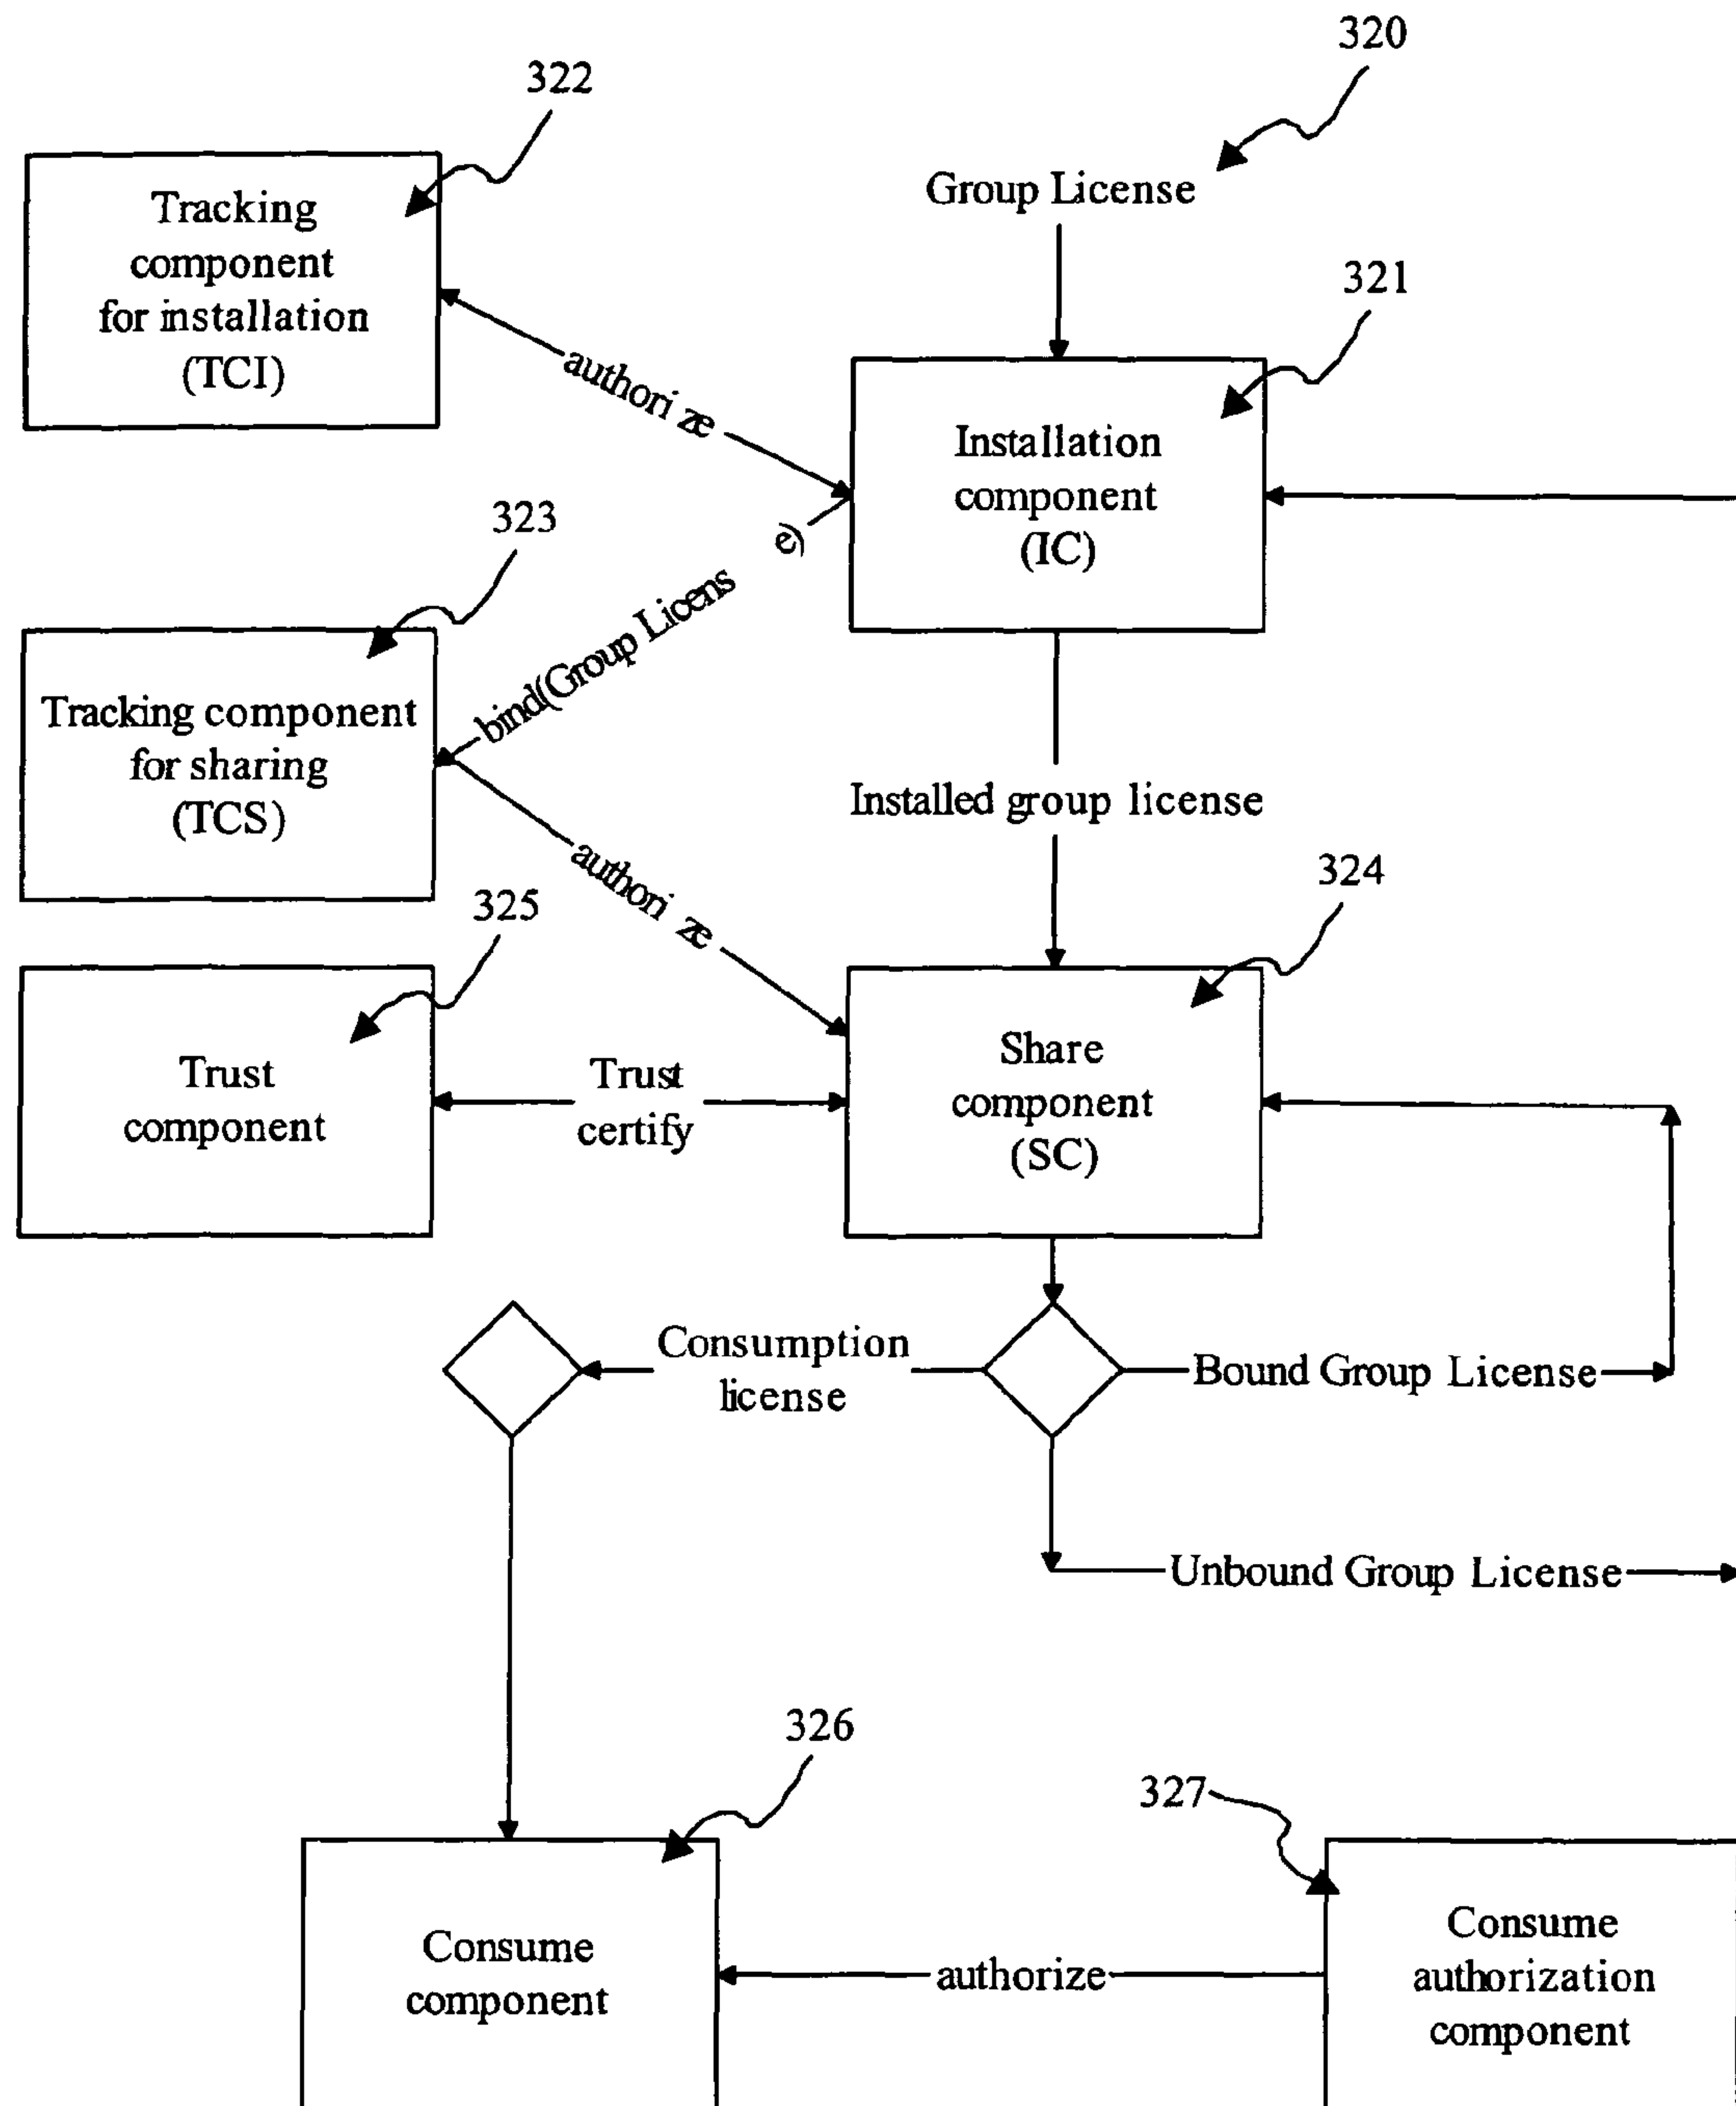 320
322
Group License
Tracking
component
for installation
(TCI)
321
authorize
Installation
component
(IC)
323
bind(Group License)
Tracking component
for sharing
(TCS)
Installed group license
authorize
324
325
Trust
component
Trust
certify
Share
component
(SC)
Consumption
license
Bound Group License
Unbound Group License
326
327
Consume
component
authorize
Consume
authorization
component